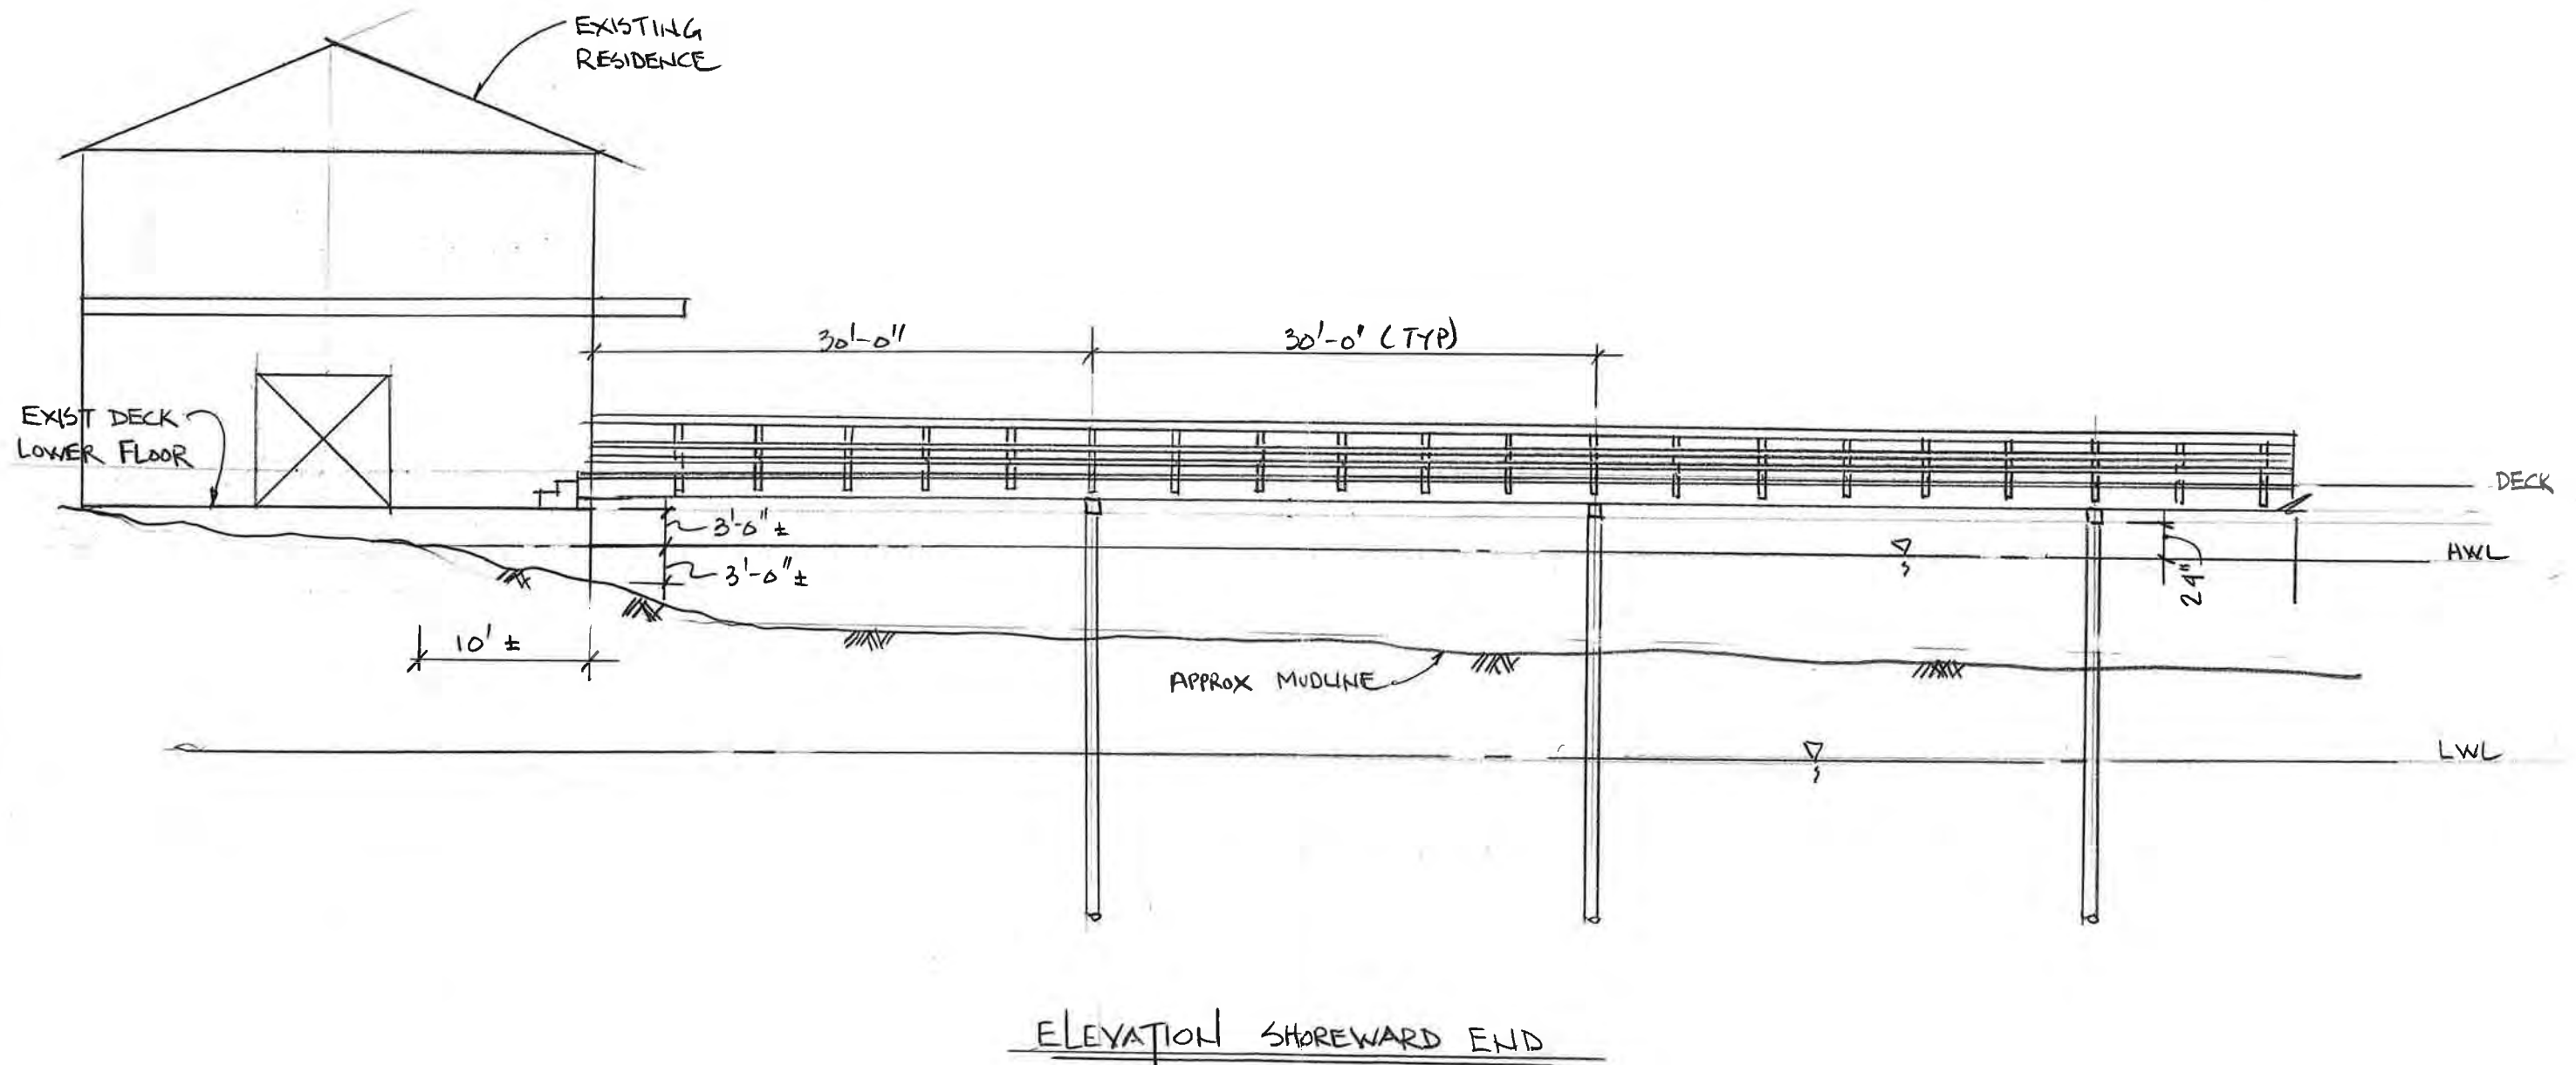 EXISTING
RESIDENCE
30'-0"
30'-0' (TYP)
EXIST DECK
LOWER FLOOR
DECK
3'-0" ±
HWL
3'-0" ±
24"
10' ±
APPROX MUDLINE
LWL
ELEVATION SHOREWARD END